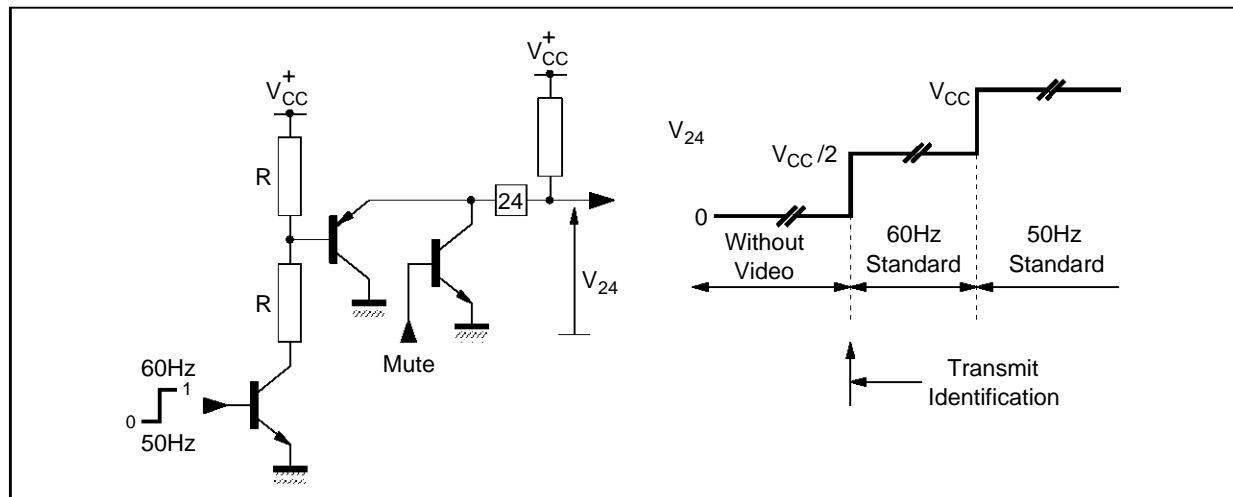 V+CC
R
R
60Hz
1
0
50Hz
Mute
24
V+CC
V24
V24
VCC
VCC /2
0
Without
Video
60Hz
Standard
50Hz
Standard
Transmit
Identification